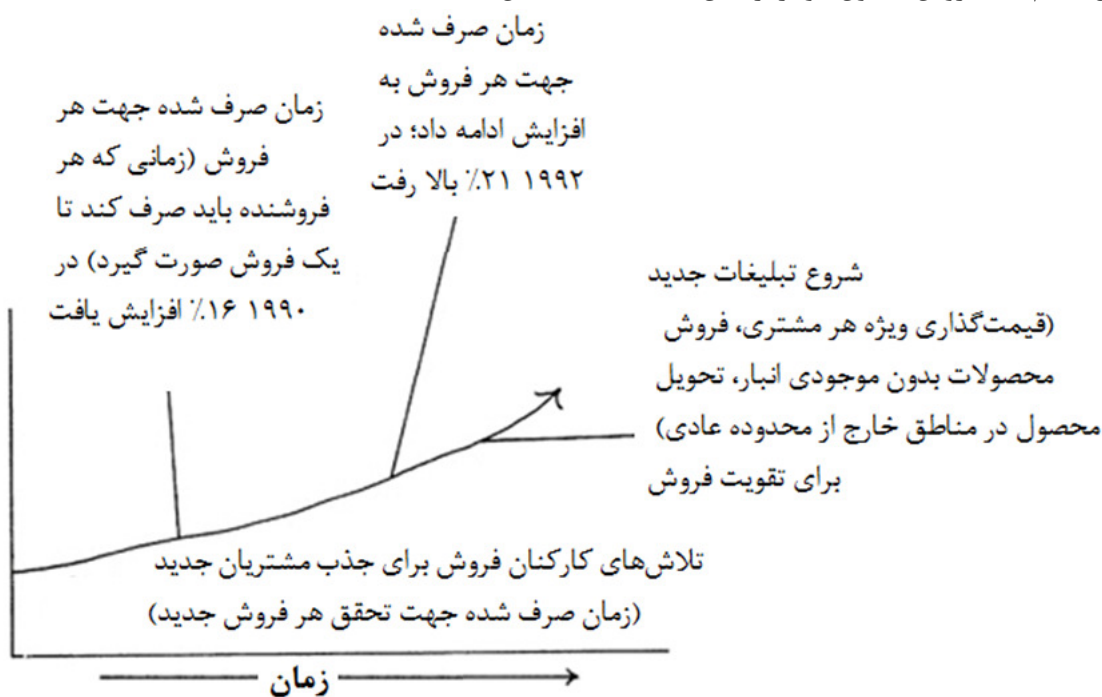 زمان صرف شده
جهت هر فروش به
افزایش ادامه داد؛ در
۱۹۹۲ ۲۱٪ بالا رفت
زمان صرف شده جهت هر
فروش (زمانی که هر
فروشنده باید صرف کند تا
یک فروش صورت گیرد) در
۱۹۹۰ ۱۶٪ افزایش یافت
شروع تبلیغات جدید
(قیمت‌گذاری ویژه هر مشتری، فروش
محصولات بدون موجودی انبار، تحویل
محصول در مناطق خارج از محدوده عادی)
برای تقویت فروش
تلاش‌های کارکنان فروش برای جذب مشتریان جدید
(زمان صرف شده جهت تحقق هر فروش جدید)
زمان